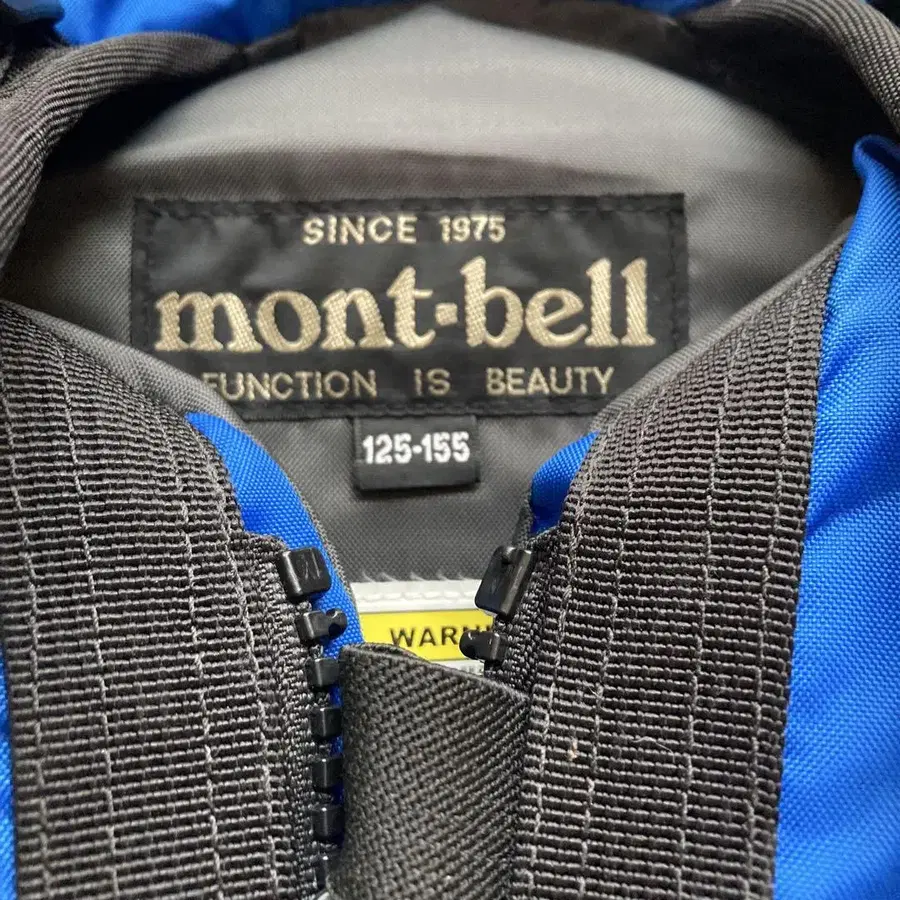 SINCE 1975
mont·bell
FUNCTION IS BEAUTY
125-155